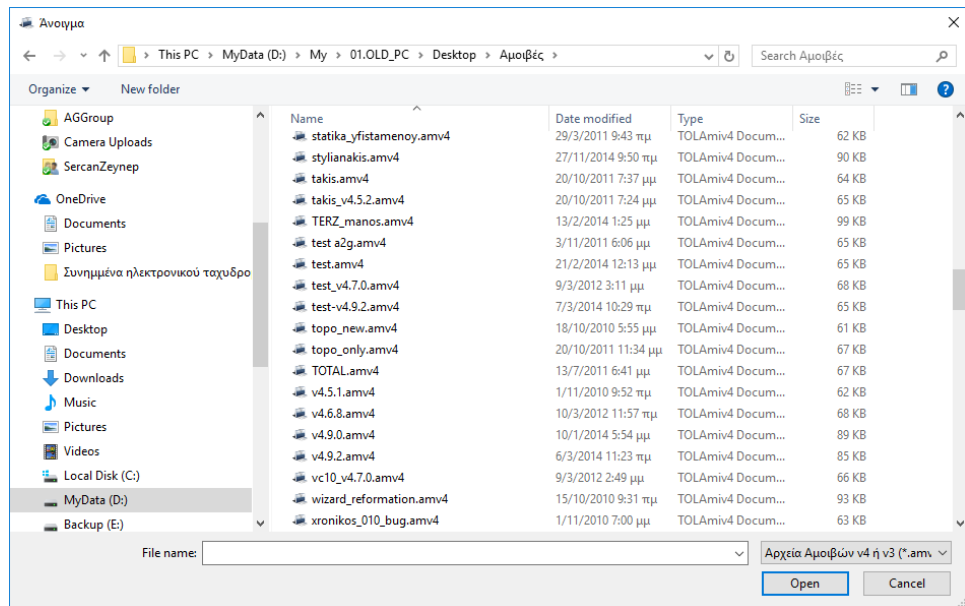 Άνοιγμα
This PC > MyData (D:) > My > 01.OLD_PC > Desktop > Αμοιβές >
Search Αμοιβές
Organize
New folder
AGGroup
Camera Uploads
SercanZeynep
OneDrive
Documents
Pictures
Συνημμένα ηλεκτρονικού ταχυδρο
This PC
Desktop
Documents
Downloads
Music
Pictures
Videos
Local Disk (C:)
MyData (D:)
Backup (E:)
Name Date modified Type Size
statika_yfistamenoy.amv4 29/3/2011 9:43 πμ TOLAmiv4 Docum... 62 KB
stylianakis.amv4 27/11/2014 9:50 πμ TOLAmiv4 Docum... 90 KB
takis.amv4 20/10/2011 7:37 μμ TOLAmiv4 Docum... 64 KB
takis_v4.5.2.amv4 20/10/2011 7:24 μμ TOLAmiv4 Docum... 65 KB
TERZ_manos.amv4 13/2/2014 1:25 μμ TOLAmiv4 Docum... 99 KB
test a2g.amv4 3/11/2011 6:06 μμ TOLAmiv4 Docum... 65 KB
test.amv4 21/2/2014 12:13 μμ TOLAmiv4 Docum... 65 KB
test_v4.7.0.amv4 9/3/2012 3:11 μμ TOLAmiv4 Docum... 68 KB
test-v4.9.2.amv4 7/3/2014 10:29 πμ TOLAmiv4 Docum... 65 KB
topo_new.amv4 18/10/2010 5:55 μμ TOLAmiv4 Docum... 61 KB
topo_only.amv4 20/10/2011 11:34 μμ TOLAmiv4 Docum... 67 KB
TOTAL.amv4 13/7/2011 6:41 μμ TOLAmiv4 Docum... 67 KB
v4.5.1.amv4 1/11/2010 9:52 πμ TOLAmiv4 Docum... 62 KB
v4.6.8.amv4 10/3/2012 11:57 πμ TOLAmiv4 Docum... 68 KB
v4.9.0.amv4 10/1/2014 5:54 μμ TOLAmiv4 Docum... 89 KB
v4.9.2.amv4 6/3/2014 11:23 πμ TOLAmiv4 Docum... 85 KB
vc10_v4.7.0.amv4 9/3/2012 2:49 μμ TOLAmiv4 Docum... 66 KB
wizard_reformation.amv4 15/10/2010 9:31 πμ TOLAmiv4 Docum... 93 KB
xronikos_010_bug.amv4 1/11/2010 7:00 μμ TOLAmiv4 Docum... 63 KB
File name:
Αρχεία Αμοιβών v4 ή v3 (*.amv
Open
Cancel